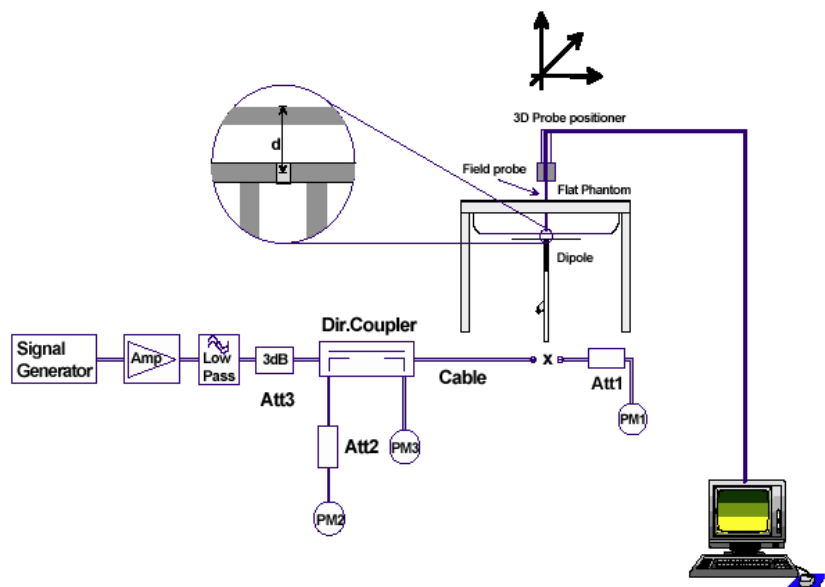 3D Probe positioner
d
Field probe
Flat Phantom
Dipole
Dir.Coupler
Signal
Generator
Amp
Low
Pass
3dB
Cable
x
Att1
Att3
PM1
Att2
PM3
PM2